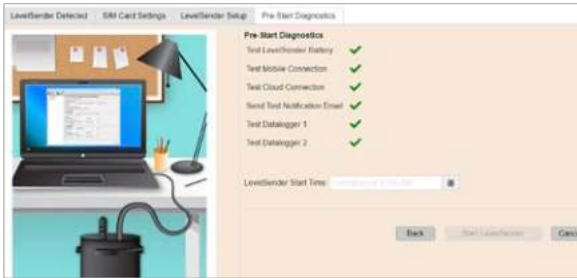 LevelSender Detected SIM Card Settings LevelSender Setup Pre-Start Diagnostics
Pre-Start Diagnostics
Test LevelSender Battery
Test Mobile Connection
Test Cloud Connection
Send Test Notification Email
Test Datalogger 1
Test Datalogger 2
LevelSender Start Time:
Back Start LevelSender